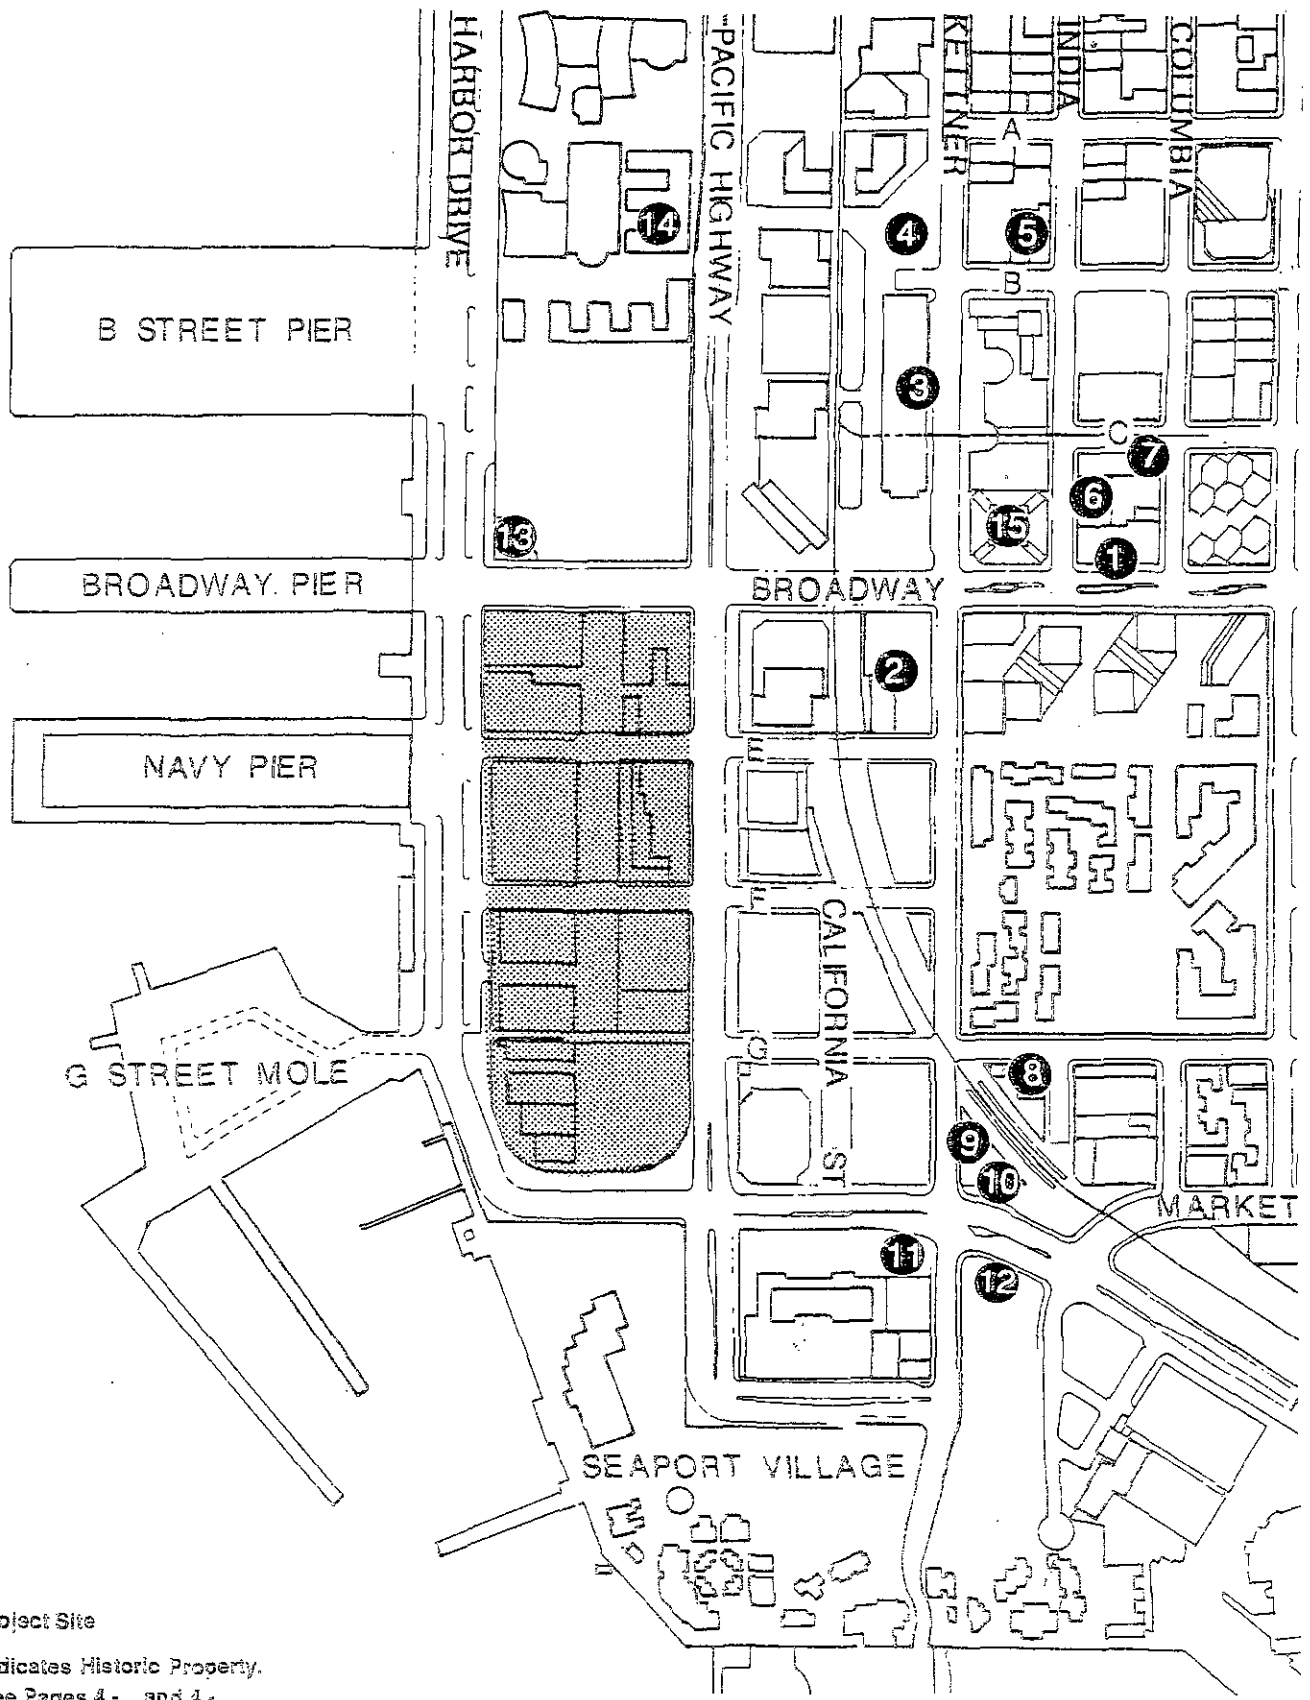 HARBOR DRIVE
PACIFIC HIGHWAY
KETTNER
INDIA
COLUMBIA
A
14
4
5
B
B STREET PIER
3
C
7
6
13
15
1
BROADWAY. PIER
BROADWAY
2
E
NAVY PIER
F
CALIFORNIA ST
G
G STREET MOLE
8
9
10
MARKET
11
12
SEAPORT VILLAGE
oject Site
dicates Historic Property.
ee Pages 4- and 4-